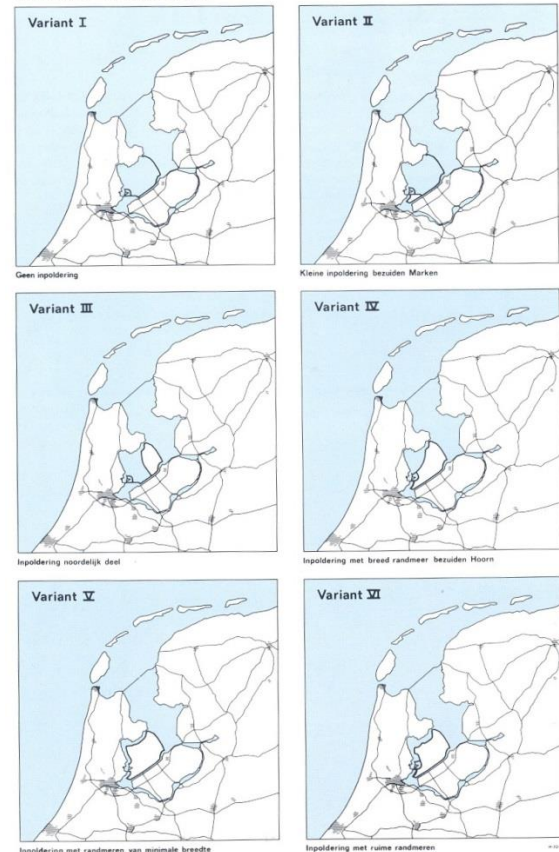 Variant I
Geen inpoldering
Variant II
Kleine inpoldering bezuiden Marken
Variant III
Inpoldering noordelijk deel
Variant IV
Inpoldering met breed randmeer bezuiden Hoorn
Variant V
Inpoldering met randmeren van minimale breedte
Variant VI
Inpoldering met ruime randmeren